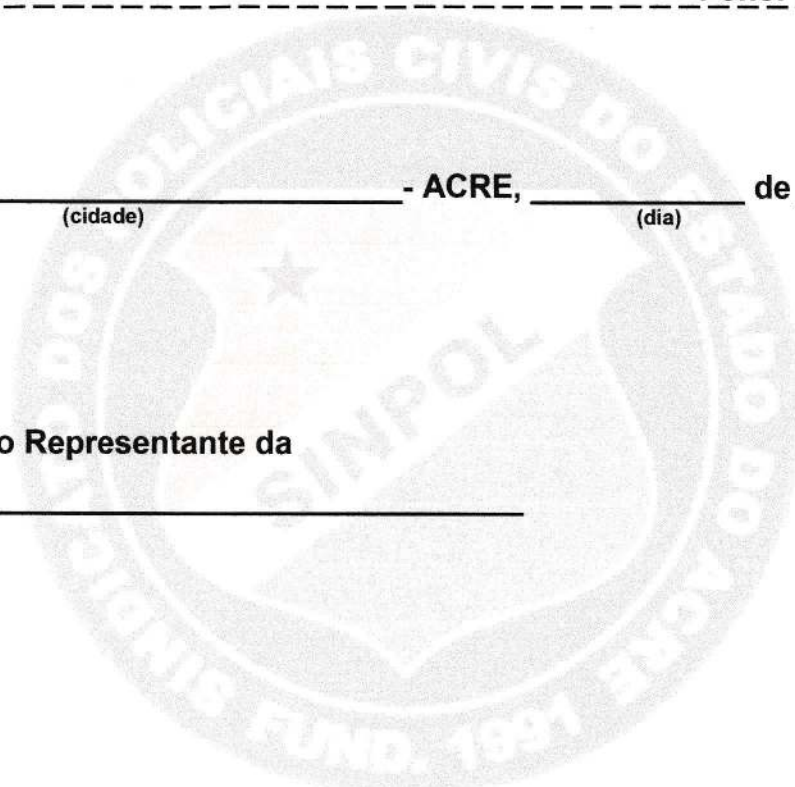 - ACRE,
de
(cidade)
(dia)
o Representante da
SINDICATO DOS POLICIAIS CIVIS DO ESTADO DO ACRE
SINPOL
FUND. 1991